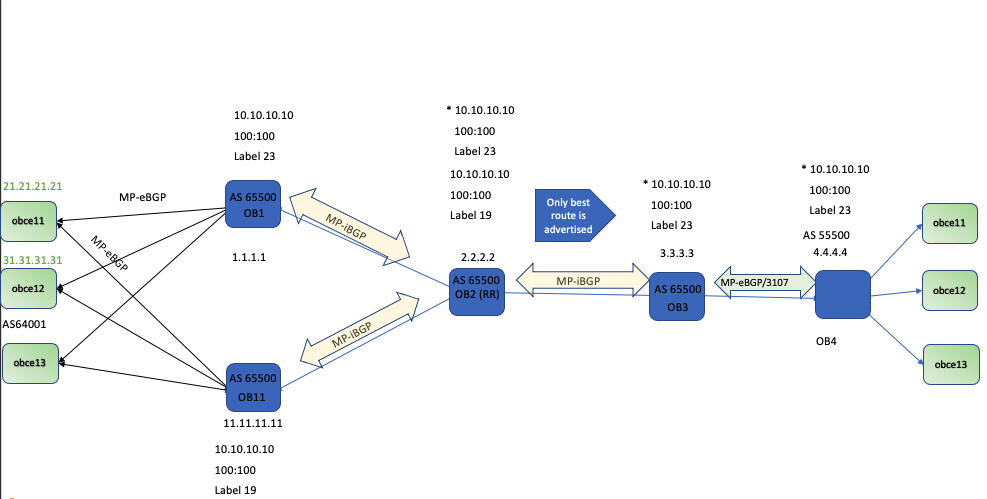 10.10.10.10
100:100
Label 23
* 10.10.10.10
100:100
Label 23
10.10.10.10
100:100
Label 19
Only best
route is
advertised
* 10.10.10.10
100:100
Label 23
3.3.3.3
* 10.10.10.10
100:100
Label 23
AS 55500
4.4.4.4
21.21.21.21
obce11
MP-eBGP
AS 65500
OB1
MP-iBGP
MP-eBGP
31.31.31.31
obce12
AS64001
obce13
1.1.1.1
2.2.2.2
AS 65500
OB2 (RR)
MP-iBGP
AS 65500
OB3
MP-eBGP/3107
OB4
obce11
obce12
obce13
MP-iBGP
AS 65500
OB11
11.11.11.11
10.10.10.10
100:100
Label 19